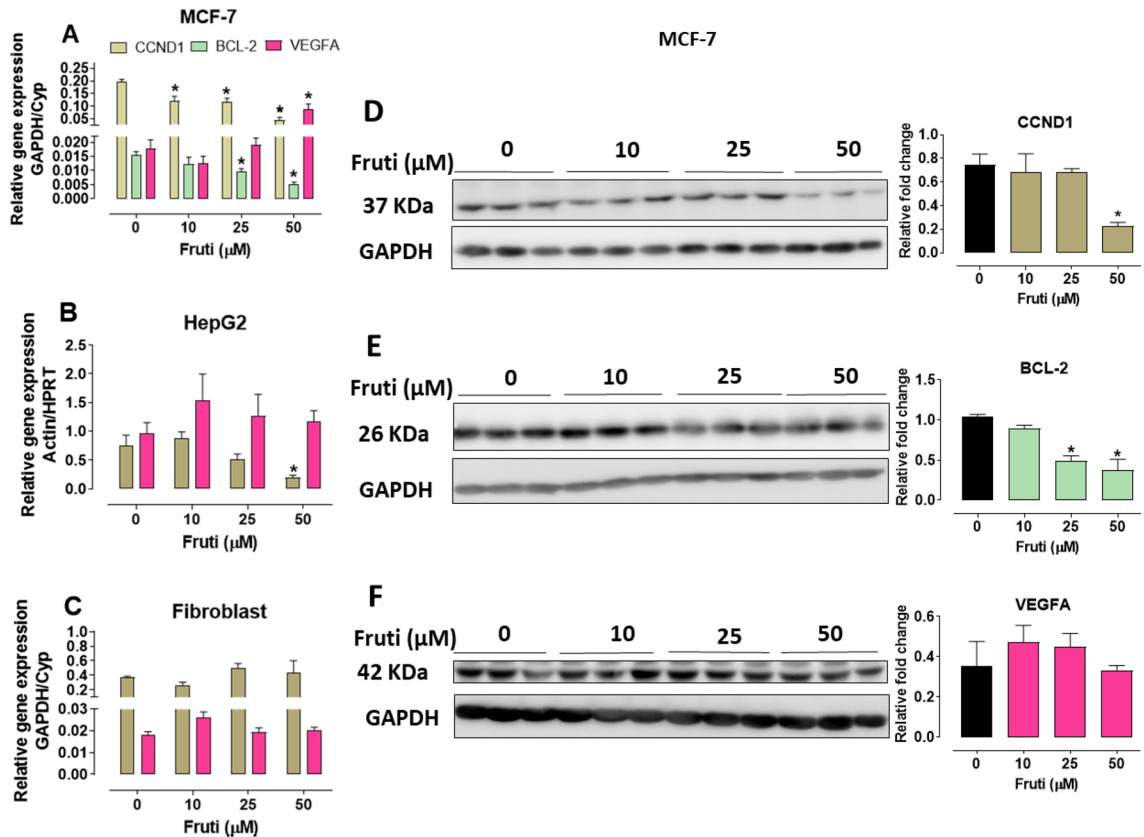 MCF-7
A
CCND1 BCL-2 VEGFA
Relative gene expression
GAPDH/Cyp
0.25
0.20
0.15
0.10
0.05
0.020
0.015
0.010
0.005
0.000
* * * * * *
0 10 25 50
Fruti (μM)
B
HepG2
Relative gene expression
Actin/HPRT
2.5
2.0
1.5
1.0
0.5
0.0
*
0 10 25 50
Fruti (μM)
C
Fibroblast
Relative gene expression
GAPDH/Cyp
1.0
0.8
0.6
0.4
0.2
0.03
0.02
0.01
0.00
0 10 25 50
Fruti (μM)
MCF-7
D
Fruti (μM) 0 10 25 50
37 KDa
GAPDH
CCND1
Relative fold change
1.0
0.8
0.6
0.4
0.2
0.0
*
0 10 25 50
Fruti (μM)
E
Fruti (μM) 0 10 25 50
26 KDa
GAPDH
BCL-2
Relative fold change
1.5
1.0
0.5
0.0
* *
0 10 25 50
Fruti (μM)
F
Fruti (μM) 0 10 25 50
42 KDa
GAPDH
VEGFA
Relative fold change
0.6
0.4
0.2
0.0
0 10 25 50
Fruti (μM)